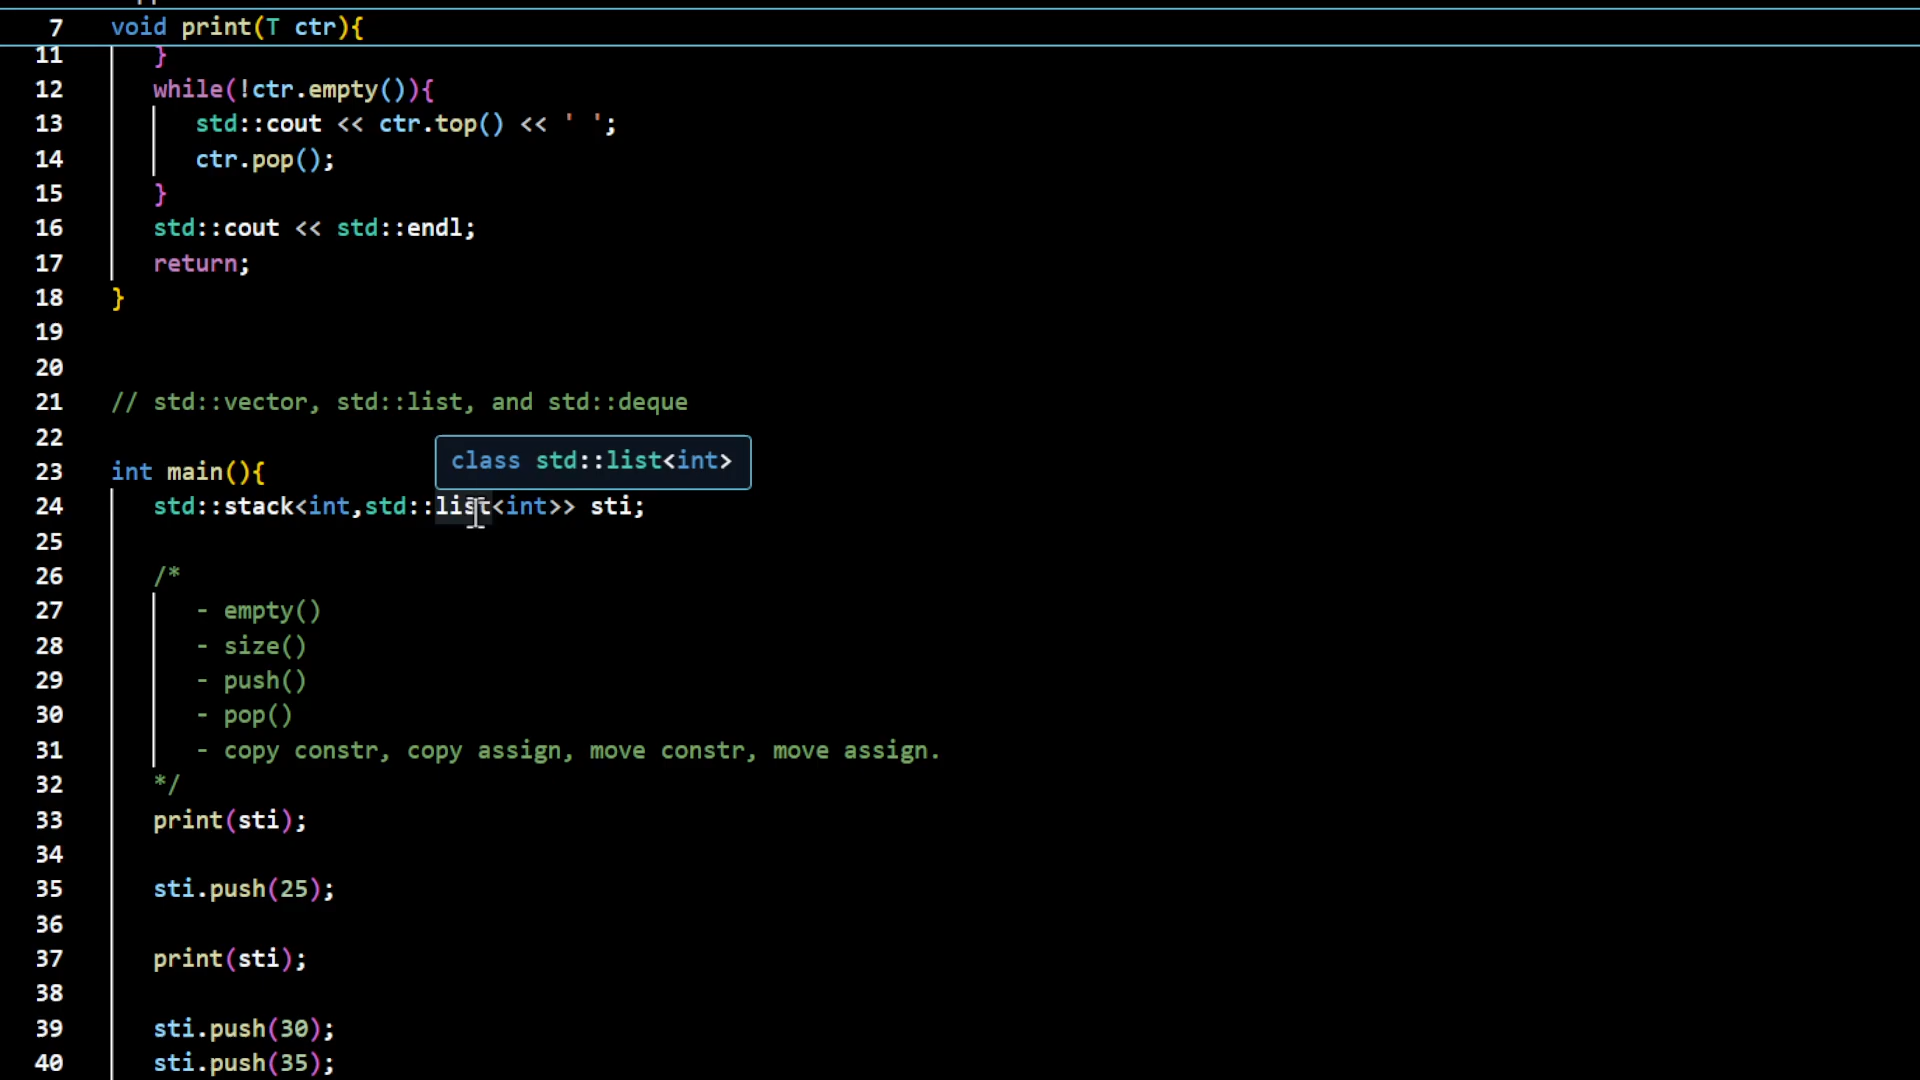 7 void print(T ctr){
11 }
12 while(!ctr.empty()){
13 std::cout << ctr.top() << ' ';
14 ctr.pop();
15 }
16 std::cout << std::endl;
17 return;
18 }
19
20
21 // std::vector, std::list, and std::deque
22
class std::list<int>
23 int main(){
24 std::stack<int,std::list<int>> sti;
25
26 /*
27 - empty()
28 - size()
29 - push()
30 - pop()
31 - copy constr, copy assign, move constr, move assign.
32 */
33 print(sti);
34
35 sti.push(25);
36
37 print(sti);
38
39 sti.push(30);
40 sti.push(35);